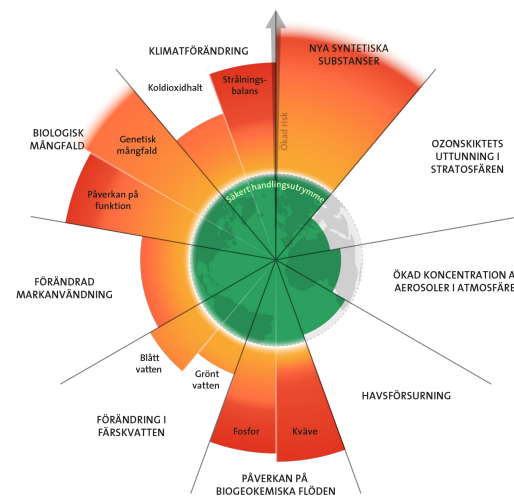 KLIMATFÖRÄNDRING
Koldioxidhalt
Strålnings-
balans
NYA SYNTETISKA
SUBSTANSER
Ökad risk
OZONSKIKTETS
UTTUNNING I
STRATOSFÄREN
BIOLOGISK
MÅNGFALD
Genetisk
mångfald
Påverkan på
funktion
Säkert handlingsutrymme
ÖKAD KONCENTRATION A
AEROSOLER I ATMOSFÄRE
FÖRÄNDRAD
MARKANVÄNDNING
Blått
vatten
Grönt
vatten
HAVSFÖRSURNING
FÖRÄNDRING I
FÄRSKVATTEN
Fosfor
Kväve
PÅVERKAN PÅ
BIOGEOKEMISKA FLÖDEN